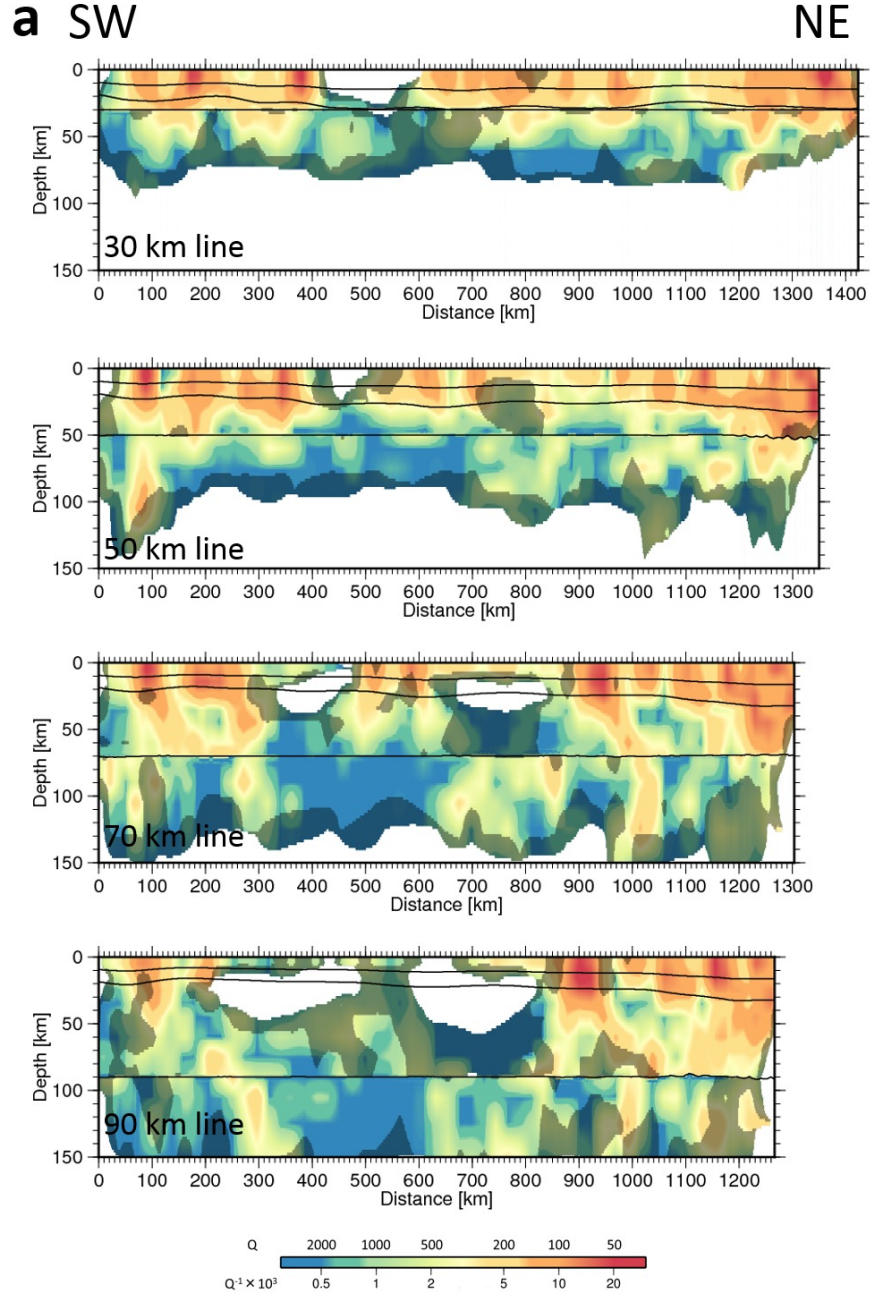 a SW NE
0
50
100
150
Depth [km]
30 km line
0 100 200 300 400 500 600 700 800 900 1000 1100 1200 1300 1400
Distance [km]
0
50
100
150
Depth [km]
50 km line
0 100 200 300 400 500 600 700 800 900 1000 1100 1200 1300
Distance [km]
0
50
100
150
Depth [km]
70 km line
0 100 200 300 400 500 600 700 800 900 1000 1100 1200 1300
Distance [km]
0
50
100
150
Depth [km]
90 km line
0 100 200 300 400 500 600 700 800 900 1000 1100 1200
Distance [km]
Q 2000 1000 500 200 100 50
Q⁻¹ × 10³ 0.5 1 2 5 10 20